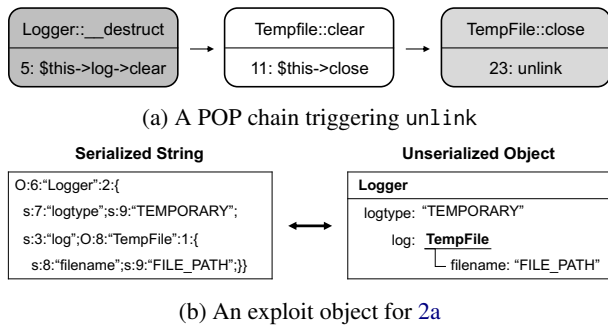 Logger::__destruct
5: $this->log->clear
Tempfile::clear
11: $this->close
TempFile::close
23: unlink
(a) A POP chain triggering unlink
Serialized String
O:6:“Logger”:2:{
s:7:“logtype”;s:9:“TEMPORARY”;
s:3:“log”;O:8:“TempFile”:1:{
s:8:“filename”;s:9:“FILE_PATH”;}}
Unserialized Object
Logger
logtype: “TEMPORARY”
log: TempFile
filename: “FILE_PATH”
(b) An exploit object for 2a